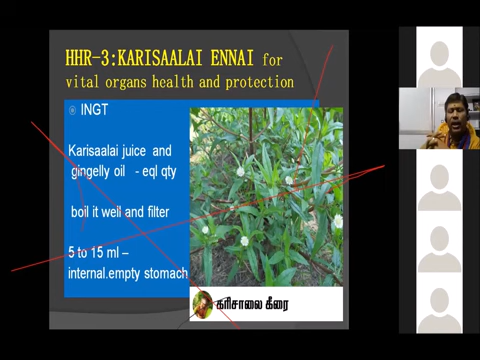 HHR-3:KARISAALAI ENNAI for
vital organs health and protection
INGT
Karisaalai juice and
gingelly oil - eql qty
boil it well and filter
5 to 15 ml –
internal.empty stomach
கரிசாலை கீரை